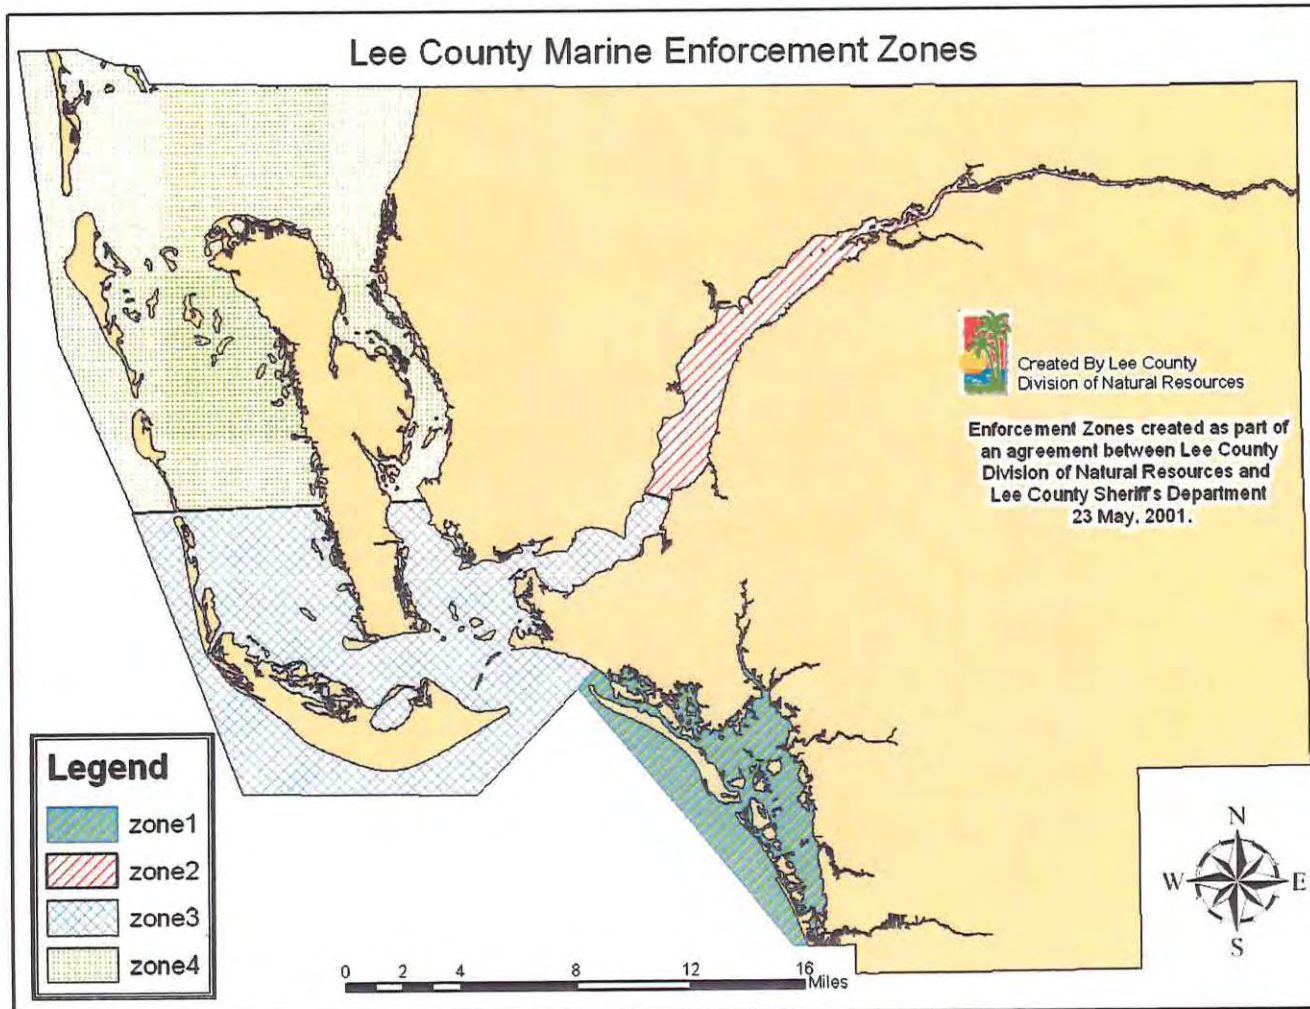 Lee County Marine Enforcement Zones
Created By Lee County
Division of Natural Resources
Enforcement Zones created as part of
an agreement between Lee County
Division of Natural Resources and
Lee County Sheriff's Department
23 May, 2001.
Legend
zone1
zone2
zone3
zone4
0 2 4 8 12 16
Miles
N
W E
S